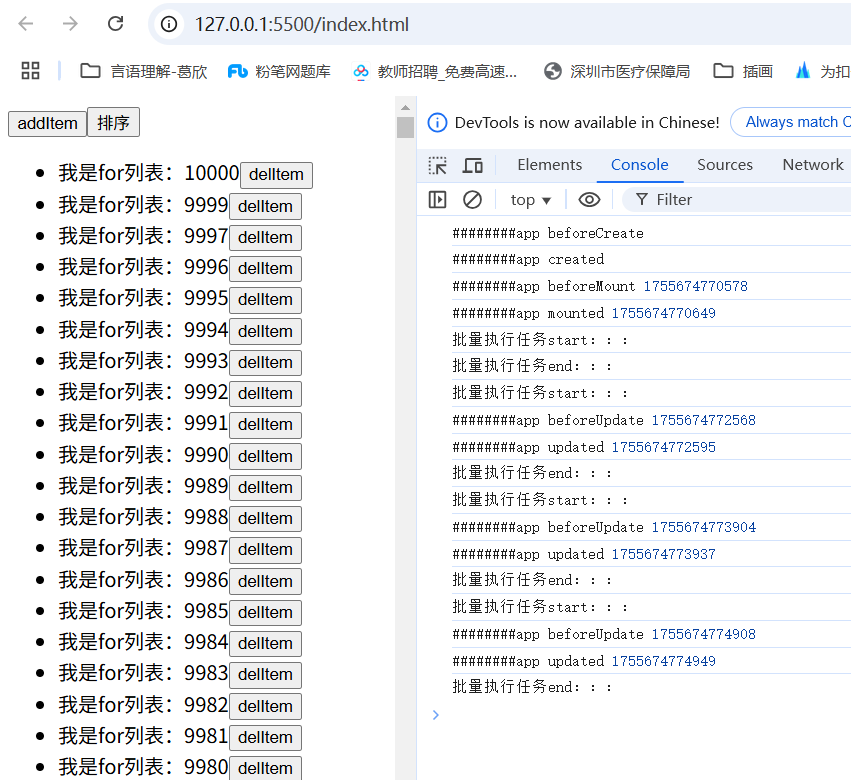 127.0.0.1:5500/index.html
言语理解-葛欣 粉笔网题库 教师招聘_免费高速... 深圳市医疗保障局 插画 为扣
addItem 排序
我是for列表：10000 delItem
我是for列表：9999 delItem
我是for列表：9997 delItem
我是for列表：9996 delItem
我是for列表：9995 delItem
我是for列表：9994 delItem
我是for列表：9993 delItem
我是for列表：9992 delItem
我是for列表：9991 delItem
我是for列表：9990 delItem
我是for列表：9989 delItem
我是for列表：9988 delItem
我是for列表：9987 delItem
我是for列表：9986 delItem
我是for列表：9985 delItem
我是for列表：9984 delItem
我是for列表：9983 delItem
我是for列表：9982 delItem
我是for列表：9981 delItem
我是for列表：9980 delItem
DevTools is now available in Chinese! Always match C
Elements Console Sources Network
top Filter
########app beforeCreate
########app created
########app beforeMount 1755674770578
########app mounted 1755674770649
批量执行任务start：：：
批量执行任务end：：：
批量执行任务start：：：
########app beforeUpdate 1755674772568
########app updated 1755674772595
批量执行任务end：：：
批量执行任务start：：：
########app beforeUpdate 1755674773904
########app updated 1755674773937
批量执行任务end：：：
批量执行任务start：：：
########app beforeUpdate 1755674774908
########app updated 1755674774949
批量执行任务end：：：